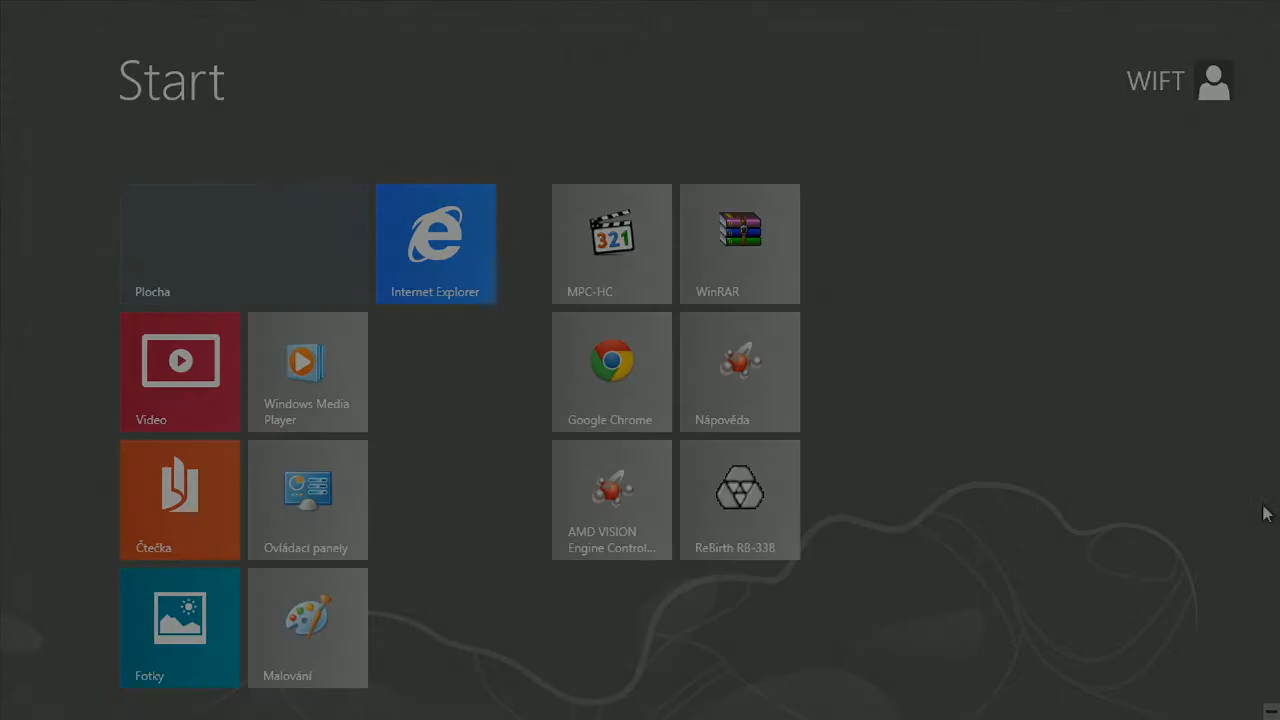 Start
WIFT
Plocha
Internet Explorer
321
MPC-HC
WinRAR
Video
Windows Media
Player
Google Chrome
Nápověda
Čtečka
Ovládací panely
AMD VISION
Engine Control...
ReBirth RB-338
Fotky
Malování